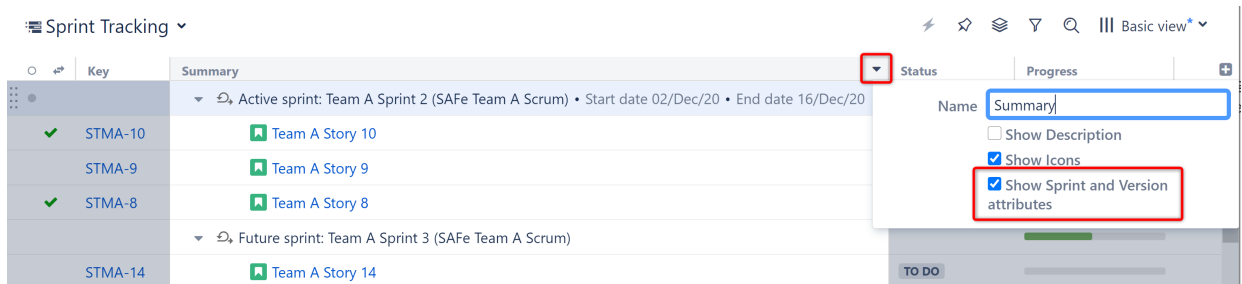 Sprint Tracking
Basic view*
Key Summary Status Progress
Active sprint: Team A Sprint 2 (SAFe Team A Scrum) • Start date 02/Dec/20 • End date 16/Dec/20
Name Summary
STMA-10 Team A Story 10
Show Description
STMA-9 Team A Story 9
Show Icons
STMA-8 Team A Story 8
Show Sprint and Version
attributes
Future sprint: Team A Sprint 3 (SAFe Team A Scrum)
STMA-14 Team A Story 14 TO DO